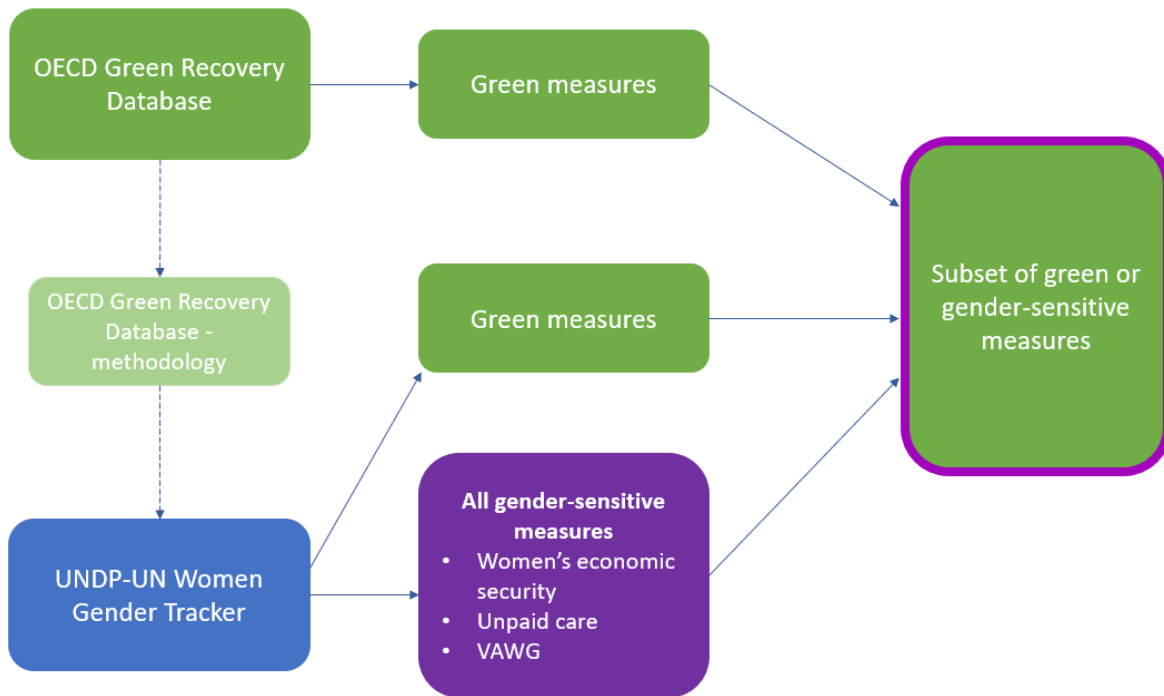 OECD Green Recovery
Database
Green measures
Subset of green or
gender-sensitive
measures
OECD Green Recovery
Database -
methodology
Green measures
UNDP-UN Women
Gender Tracker
All gender-sensitive
measures
• Women's economic
security
• Unpaid care
• VAWG